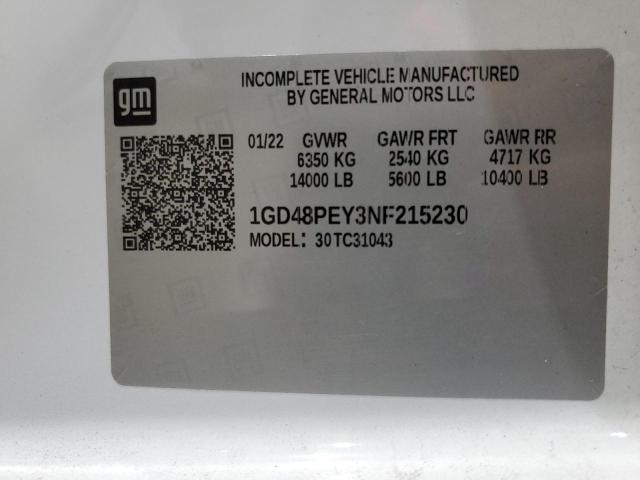 gm
INCOMPLETE VEHICLE MANUFACTURED
BY GENERAL MOTORS LLC
01/22 GVWR GAWR FRT GAWR RR
6350 KG 2540 KG 4717 KG
14000 LB 5600 LB 10400 LB
1GD48PEY3NF215230
MODEL: 30TC31043